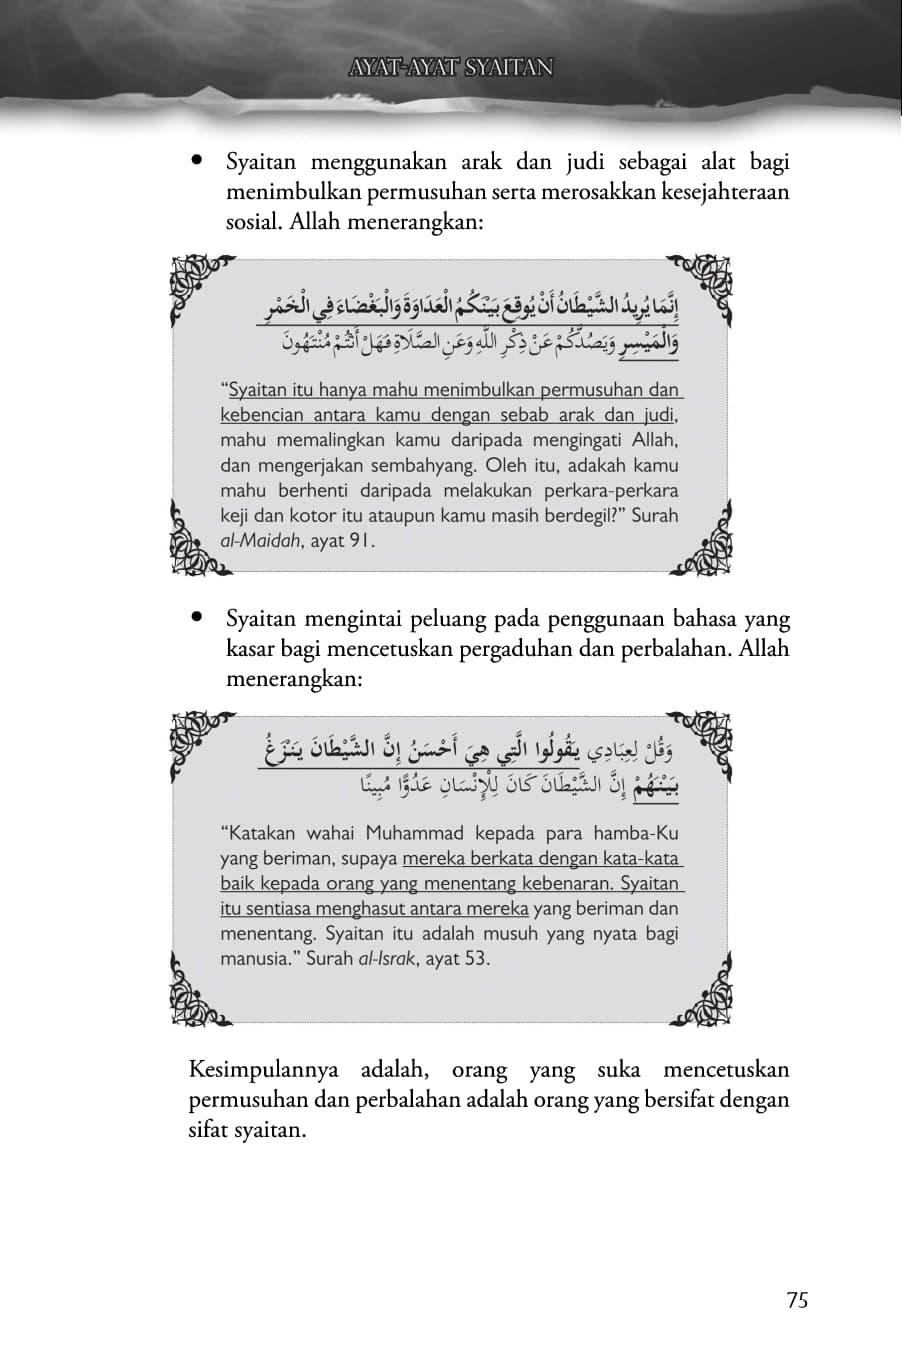 AYAT-AYAT SYAITAN
• Syaitan menggunakan arak dan judi sebagai alat bagi
menimbulkan permusuhan serta merosakkan kesejahteraan
sosial. Allah menerangkan:
إِنَّمَا يُرِيدُ الشَّيْطَانُ أَنْ يُوقِعَ بَيْنَكُمُ الْعَدَاوَةَ وَالْبَغْضَاءَ فِي الْخَمْرِ
وَالْمَيْسِرِ وَيَصُدَّكُمْ عَنْ ذِكْرِ اللَّهِ وَعَنِ الصَّلَاةِ فَهَلْ أَنْتُمْ مُنْتَهُونَ
“Syaitan itu hanya mahu menimbulkan permusuhan dan
kebencian antara kamu dengan sebab arak dan judi,
mahu memalingkan kamu daripada mengingati Allah,
dan mengerjakan sembahyang. Oleh itu, adakah kamu
mahu berhenti daripada melakukan perkara-perkara
keji dan kotor itu ataupun kamu masih berdegil?” Surah
al-Maidah, ayat 91.
• Syaitan mengintai peluang pada penggunaan bahasa yang
kasar bagi mencetuskan pergaduhan dan perbalahan. Allah
menerangkan:
وَقُلْ لِعِبَادِي يَقُولُوا الَّتِي هِيَ أَحْسَنُ إِنَّ الشَّيْطَانَ يَنْزَغُ
بَيْنَهُمْ إِنَّ الشَّيْطَانَ كَانَ لِلْإِنْسَانِ عَدُوًّا مُبِينًا
“Katakan wahai Muhammad kepada para hamba-Ku
yang beriman, supaya mereka berkata dengan kata-kata
baik kepada orang yang menentang kebenaran. Syaitan
itu sentiasa menghasut antara mereka yang beriman dan
menentang. Syaitan itu adalah musuh yang nyata bagi
manusia.” Surah al-Israk, ayat 53.
Kesimpulannya adalah, orang yang suka mencetuskan
permusuhan dan perbalahan adalah orang yang bersifat dengan
sifat syaitan.
75